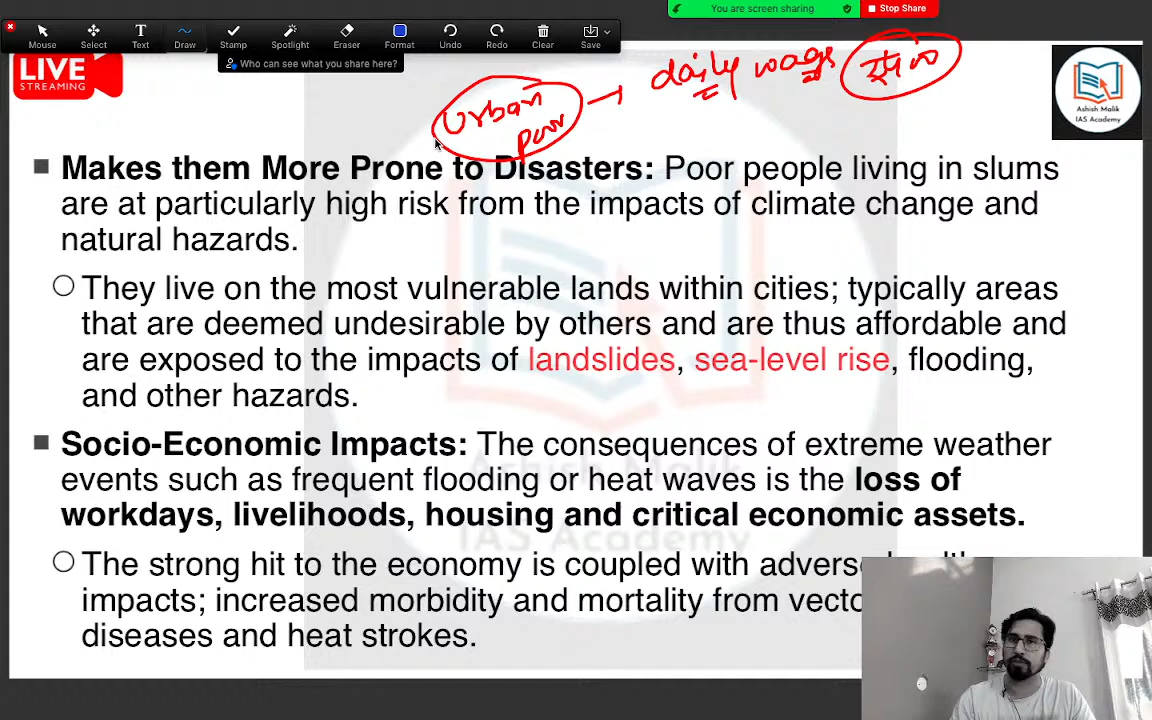 You are screen sharing
Stop Share
Mouse
Select
Text
Draw
Stamp
Spotlight
Eraser
Format
Undo
Redo
Clear
Save
Who can see what you share here?
LIVE
STREAMING
Urban
poor
daily wage
Ashish Malik
IAS Academy
Makes them More Prone to Disasters: Poor people living in slums
are at particularly high risk from the impacts of climate change and
natural hazards.
They live on the most vulnerable lands within cities; typically areas
that are deemed undesirable by others and are thus affordable and
are exposed to the impacts of landslides, sea-level rise, flooding,
and other hazards.
Socio-Economic Impacts: The consequences of extreme weather
events such as frequent flooding or heat waves is the loss of
workdays, livelihoods, housing and critical economic assets.
Ashish Malik
IAS Academy
The strong hit to the economy is coupled with
impacts; increased morbidity and mortality from
diseases and heat strokes.